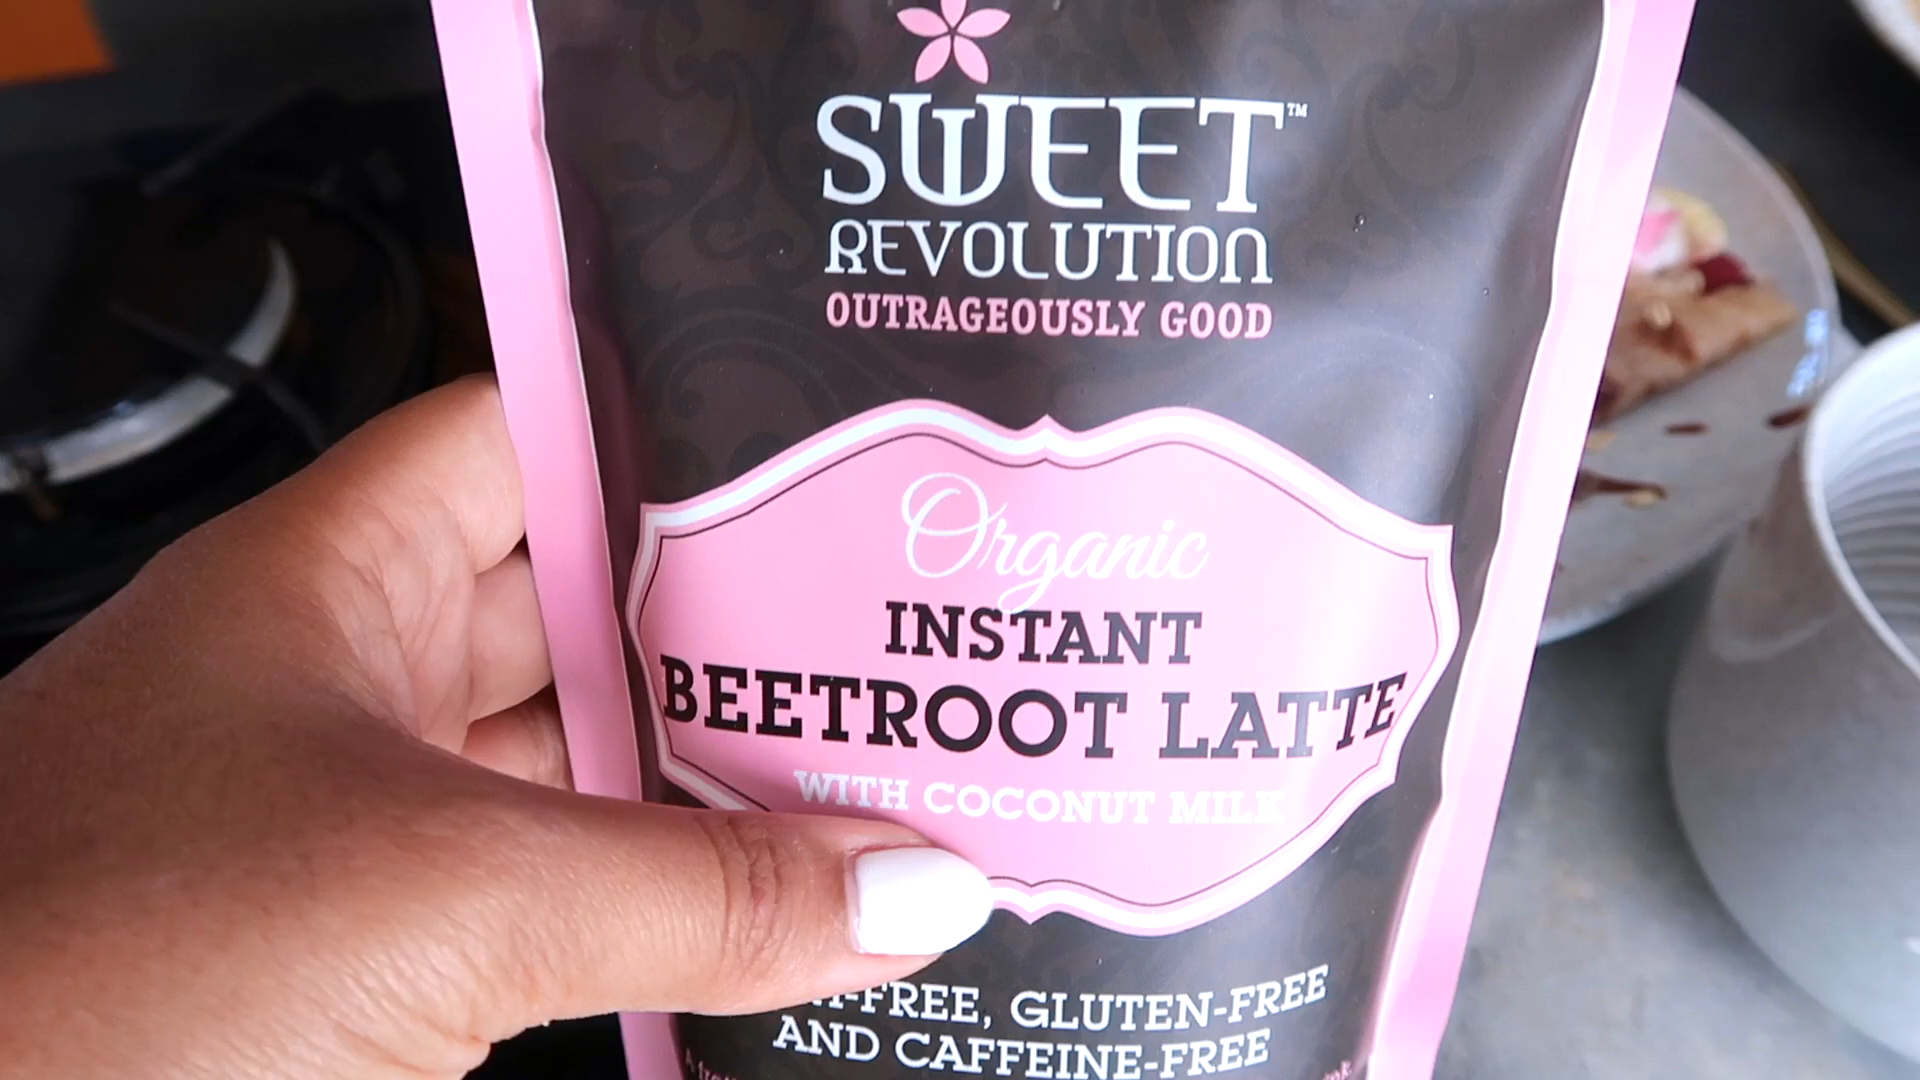 SWEET™
REVOLUTION
OUTRAGEOUSLY GOOD
Organic
INSTANT
BEETROOT LATTE
WITH COCONUT MILK
-FREE, GLUTEN-FREE
AND CAFFEINE-FREE